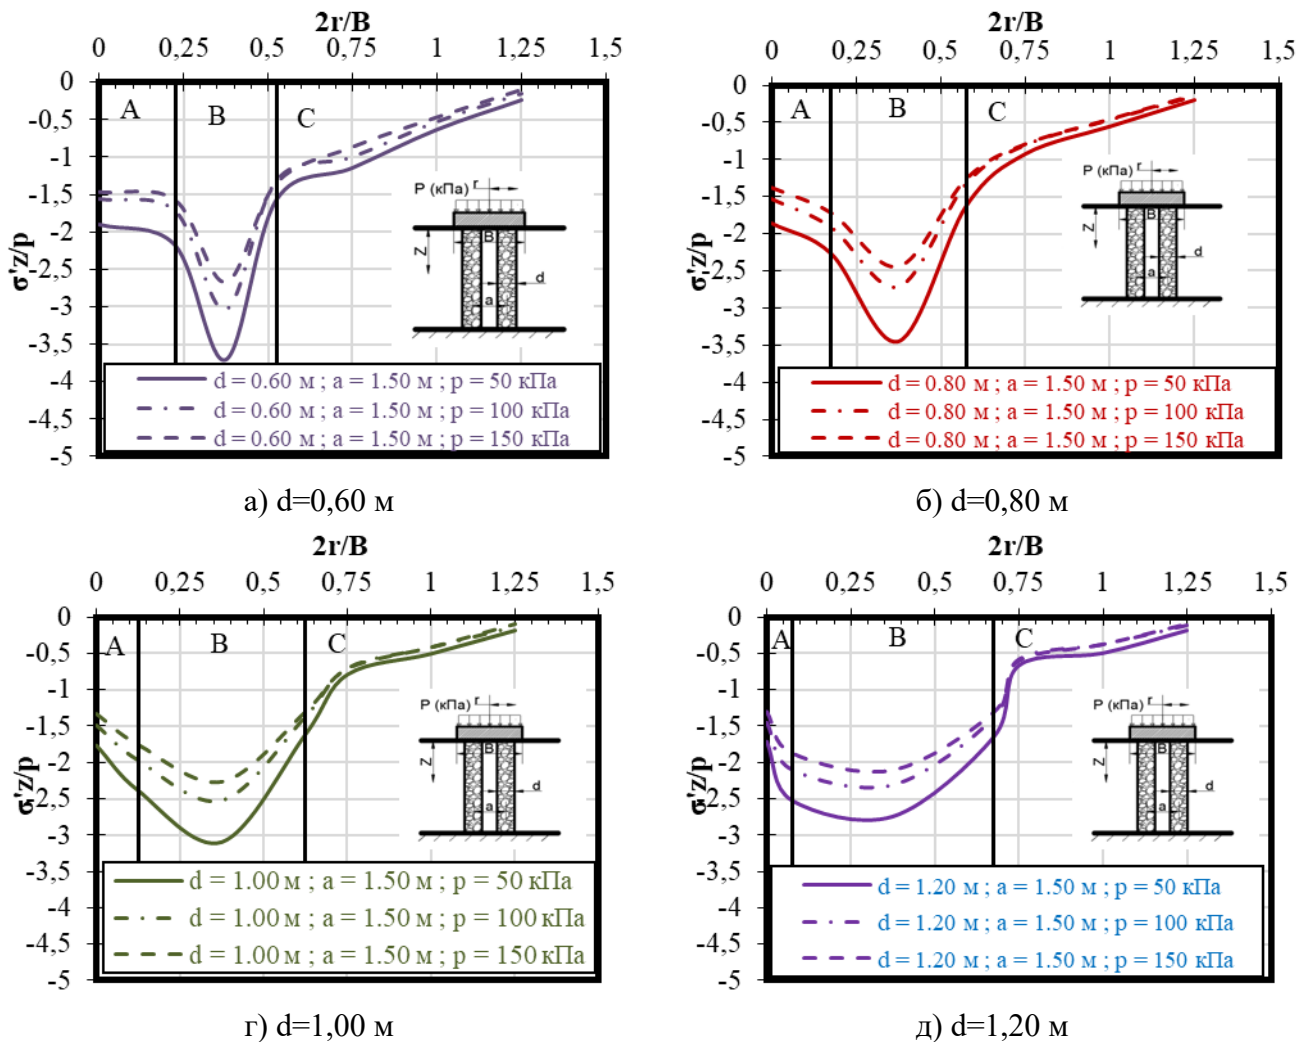 2r/B
0 0,25 0,5 0,75 1 1,25 1,5
0
-0,5
-1
-1,5
-2
-2,5
-3
-3,5
-4
-4,5
-5
σ'z/p
A B C
P (кПа) r
B
Z
d
a
d = 0.60 м ; a = 1.50 м ; p = 50 кПа
d = 0.60 м ; a = 1.50 м ; p = 100 кПа
d = 0.60 м ; a = 1.50 м ; p = 150 кПа
а) d=0,60 м
2r/B
0 0,25 0,5 0,75 1 1,25 1,5
0
-0,5
-1
-1,5
-2
-2,5
-3
-3,5
-4
-4,5
-5
σ'z/p
A B C
P (кПа) r
B
Z
d
a
d = 0.80 м ; a = 1.50 м ; p = 50 кПа
d = 0.80 м ; a = 1.50 м ; p = 100 кПа
d = 0.80 м ; a = 1.50 м ; p = 150 кПа
б) d=0,80 м
2r/B
0 0,25 0,5 0,75 1 1,25 1,5
0
-0,5
-1
-1,5
-2
-2,5
-3
-3,5
-4
-4,5
-5
σ'z/p
A B C
P (кПа) r
B
Z
d
a
d = 1.00 м ; a = 1.50 м ; p = 50 кПа
d = 1.00 м ; a = 1.50 м ; p = 100 кПа
d = 1.00 м ; a = 1.50 м ; p = 150 кПа
г) d=1,00 м
2r/B
0 0,25 0,5 0,75 1 1,25 1,5
0
-0,5
-1
-1,5
-2
-2,5
-3
-3,5
-4
-4,5
-5
σ'z/p
A B C
P (кПа) r
B
Z
d
a
d = 1.20 м ; a = 1.50 м ; p = 50 кПа
d = 1.20 м ; a = 1.50 м ; p = 100 кПа
d = 1.20 м ; a = 1.50 м ; p = 150 кПа
д) d=1,20 м